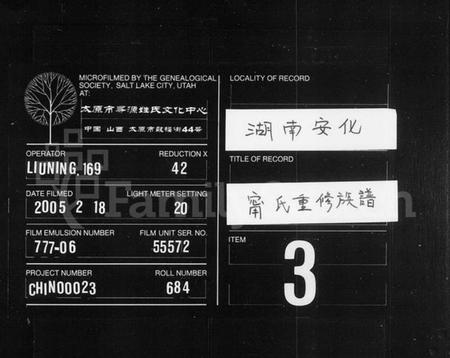 MICROFILMED BY THE GENEALOGICAL
SOCIETY, SALT LAKE CITY, UTAH
AT:
太原市寻源姓氏文化中心
中国 山西 太原市鼓楼街44号
OPERATOR
LIUNING, 169
REDUCTION X
42
DATE FILMED
2005 2 18
LIGHT METER SETTING
20
FILM EMULSION NUMBER
777-06
FILM UNIT SER. NO.
55572
PROJECT NUMBER
CHINO0023
ROLL NUMBER
684
LOCALITY OF RECORD
湖南安化
TITLE OF RECORD
甯氏重修族譜
ITEM
3